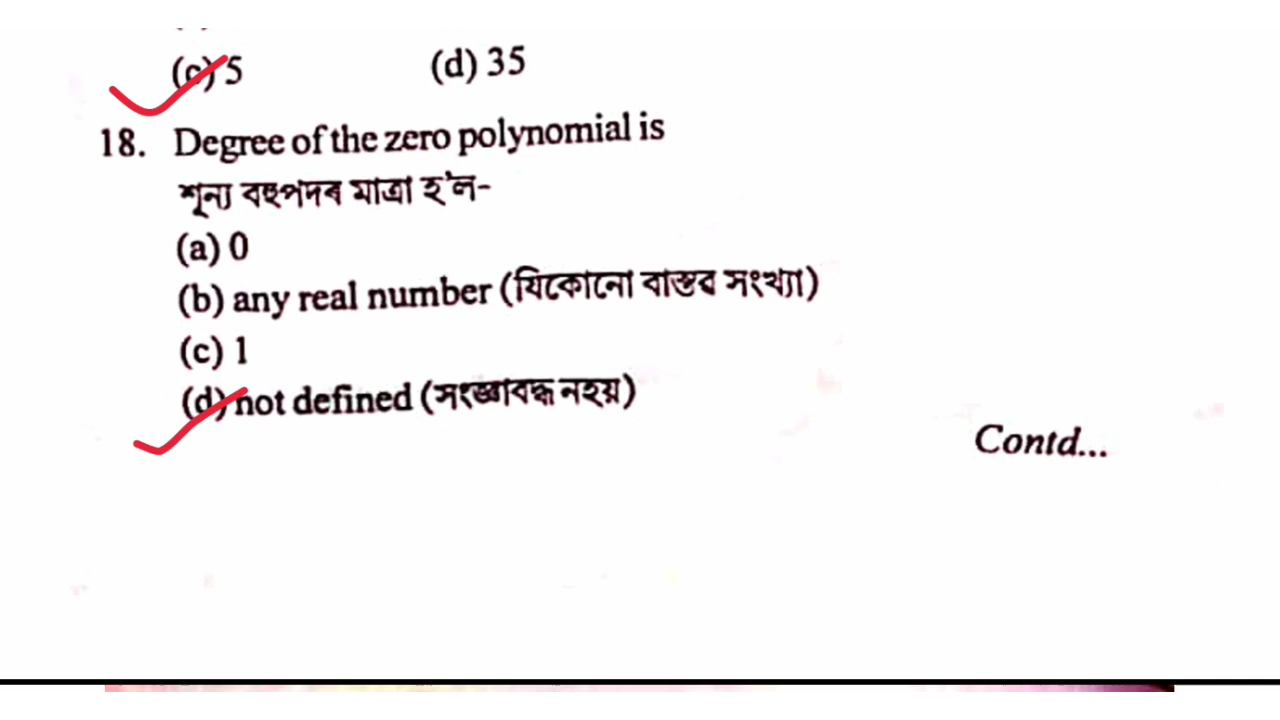 (c) 5 (d) 35
18. Degree of the zero polynomial is
শূন্য বহুপদৰ মাত্ৰা হ'ল-
(a) 0
(b) any real number (যিকোনো বাস্তৱ সংখ্যা)
(c) 1
(d) not defined (সংজ্ঞাবদ্ধ নহয়)
Contd...